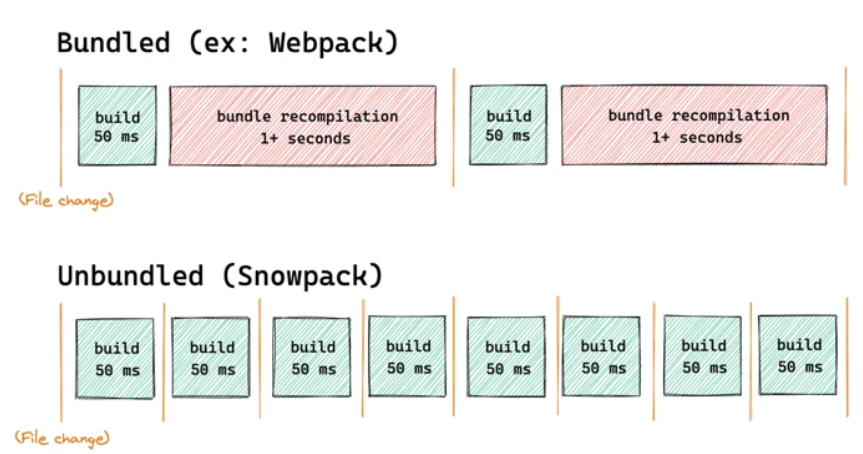 Bundled (ex: Webpack)
build
50 ms
bundle recompilation
1+ seconds
build
50 ms
bundle recompilation
1+ seconds
(File change)
Unbundled (Snowpack)
build
50 ms
build
50 ms
build
50 ms
build
50 ms
build
50 ms
build
50 ms
build
50 ms
build
50 ms
(File change)